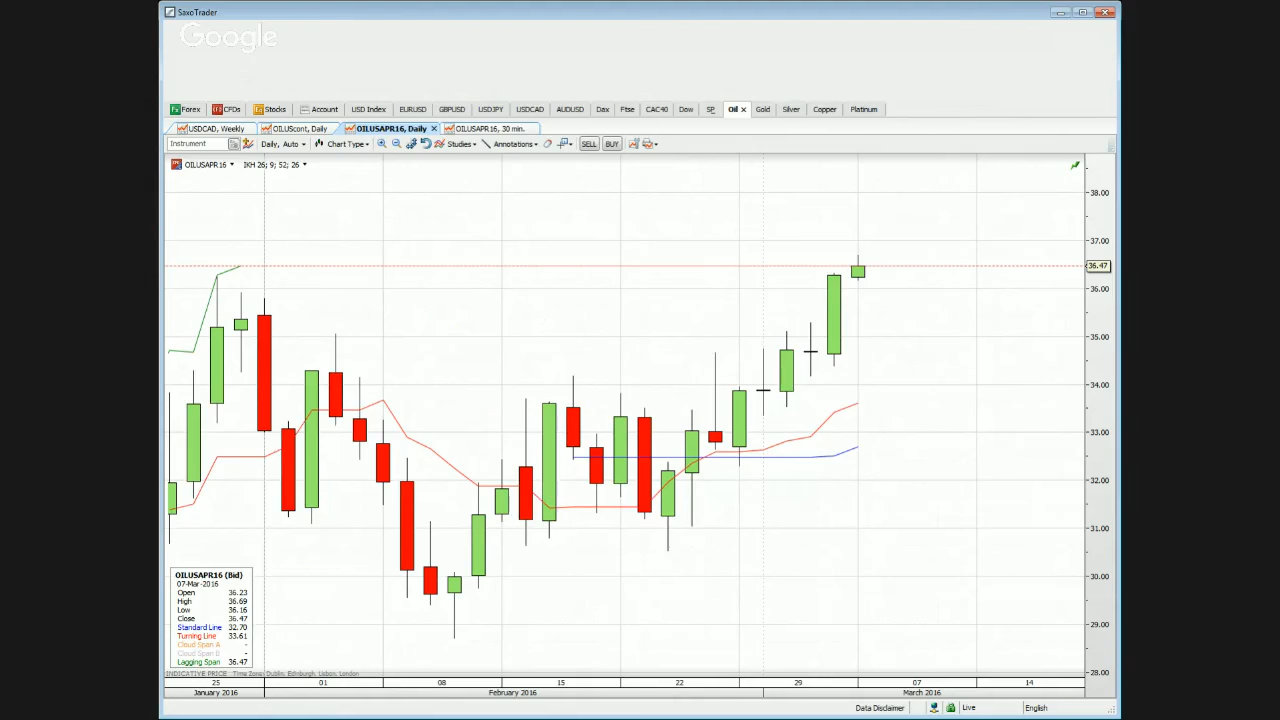 SaxoTrader
Google
Forex CFDs Stocks Account USD Index EURUSD GBPUSD USDJPY USDCAD AUDUSD Dax Ftse CAC40 Dow SP Oil Gold Silver Copper Platinum
USDCAD, Weekly OILUScont, Daily OILUSAPR16, Daily OILUSAPR16, 30 min.
Instrument Daily, Auto Chart Type Studies Annotations SELL BUY
OILUSAPR16 IKH 26; 9; 52; 26
38.00
37.00
36.47
36.00
35.00
34.00
33.00
32.00
31.00
30.00
29.00
28.00
OILUSAPR16 (Bid)
07-Mar-2016
Open 36.23
High 36.69
Low 36.16
Close 36.47
Standard Line 32.70
Turning Line 33.61
Cloud Span A -
Cloud Span B -
Lagging Span 36.47
INDICATIVE PRICE Time Zone: Dublin, Edinburgh, Lisbon, London
25 01 08 15 22 29 07 14
January 2016 February 2016 March 2016
Data Disclaimer Live English